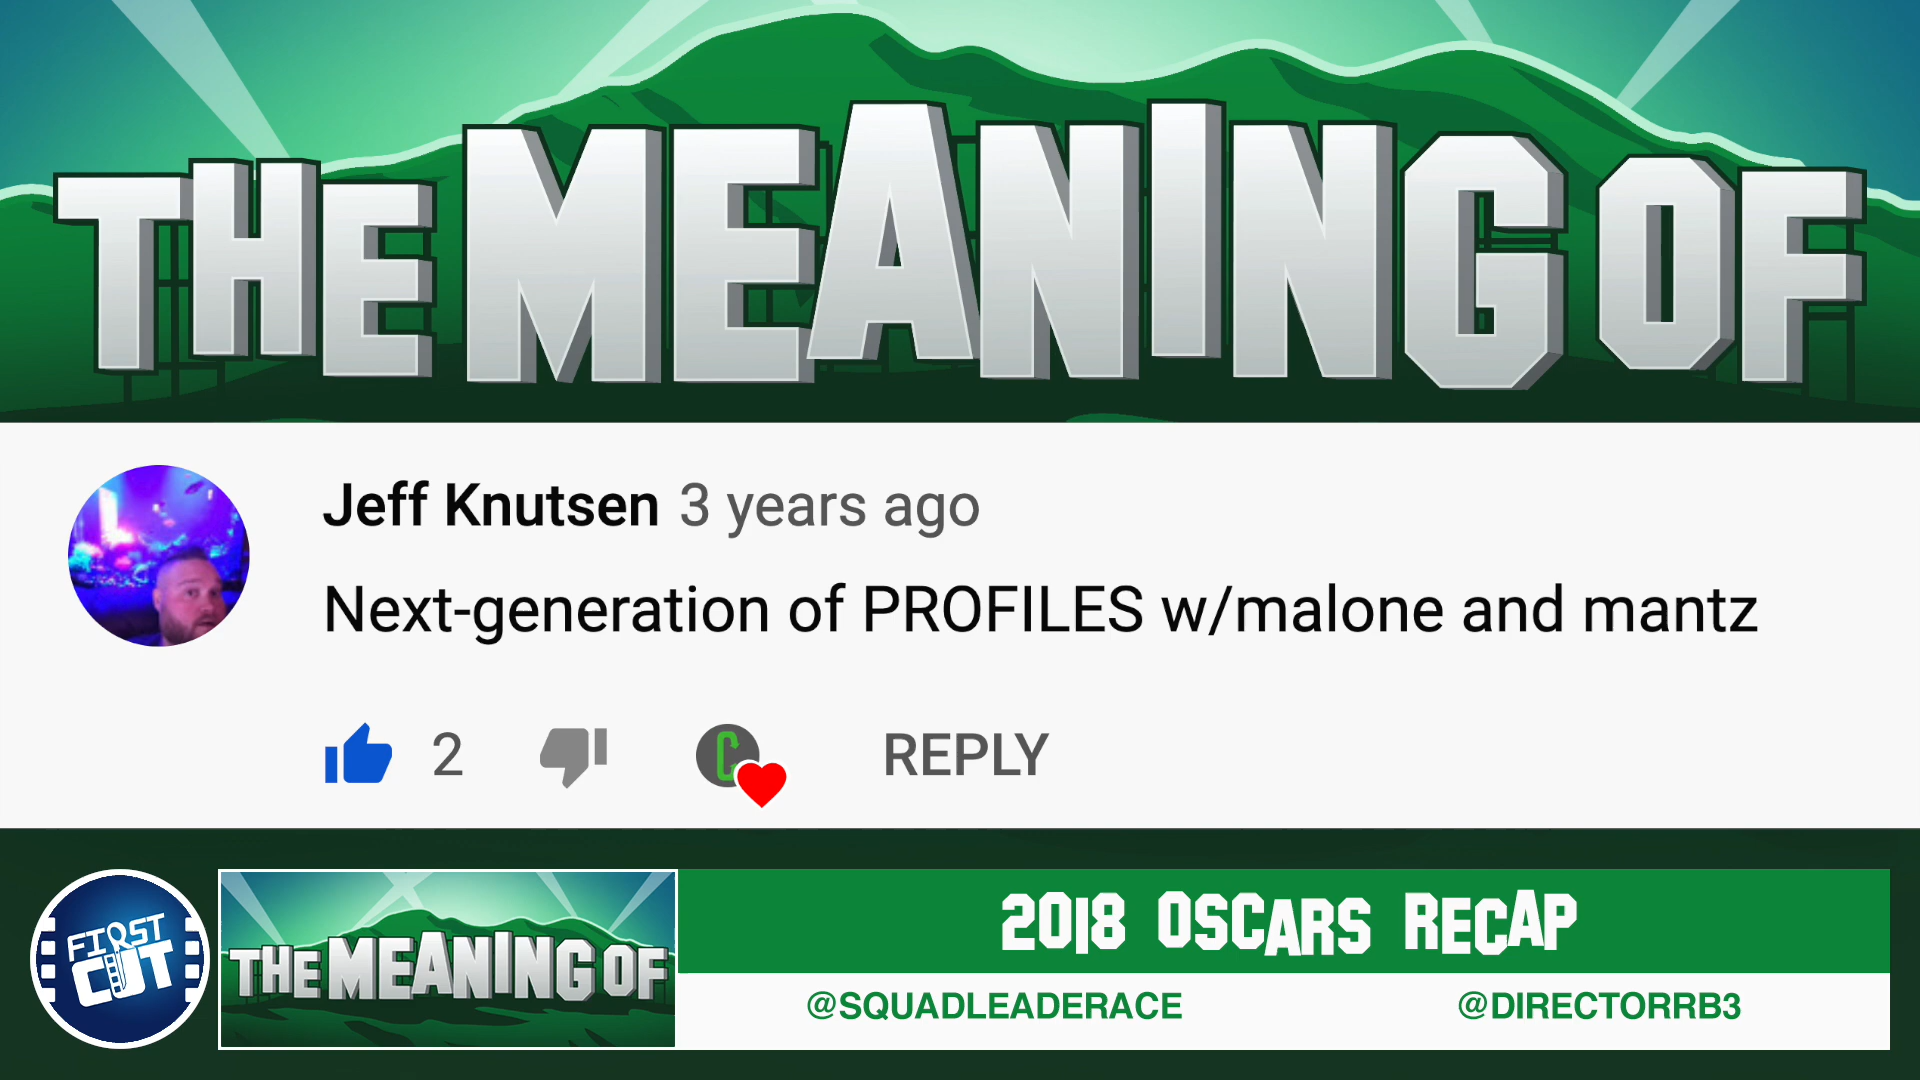 THE MEANING OF
Jeff Knutsen 3 years ago
Next-generation of PROFILES w/malone and mantz
2 C REPLY
FIRST
CUT
THE MEANING OF
2018 OSCARS RECAP
@SQUADLEADERACE @DIRECTORRB3